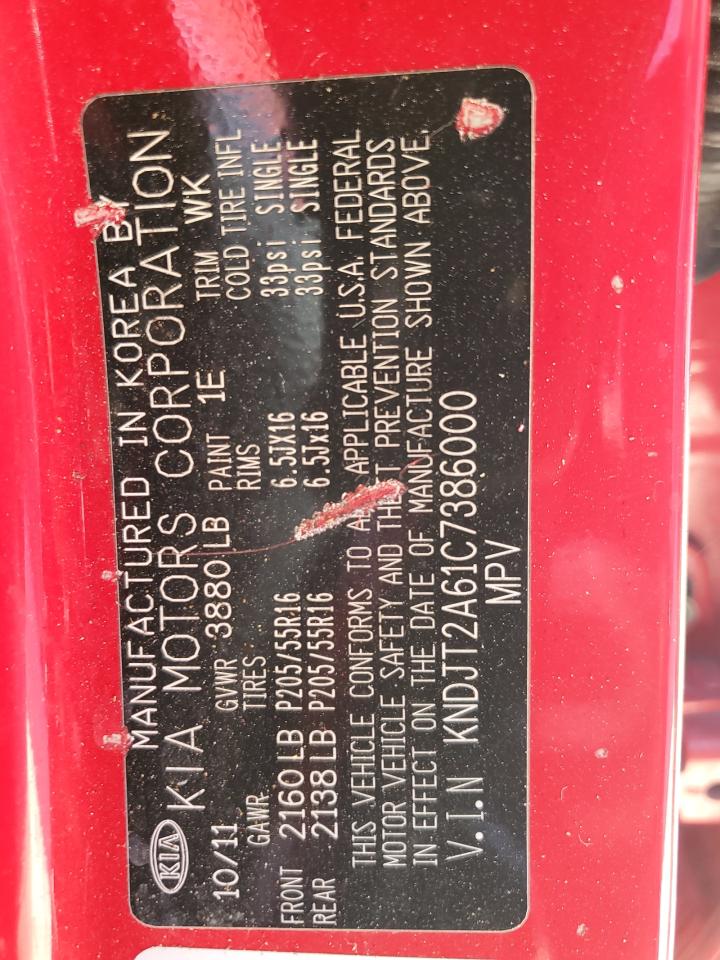 KIA
MANUFACTURED IN KOREA BY
KIA MOTORS CORPORATION
10/11 GVWR 3880 LB PAINT 1E TRIM WK
GAWR TIRES RIMS COLD TIRE INFL
FRONT 2160 LB P205/55R16 6.5JX16 33psi SINGLE
REAR 2138 LB P205/55R16 6.5Jx16 33psi SINGLE
THIS VEHICLE CONFORMS TO APPLICABLE U.S.A. FEDERAL
MOTOR VEHICLE SAFETY AND THEFT PREVENTION STANDARDS
IN EFFECT ON THE DATE OF MANUFACTURE SHOWN ABOVE.
V.I.N KNDJT2A61C7386000
MPV